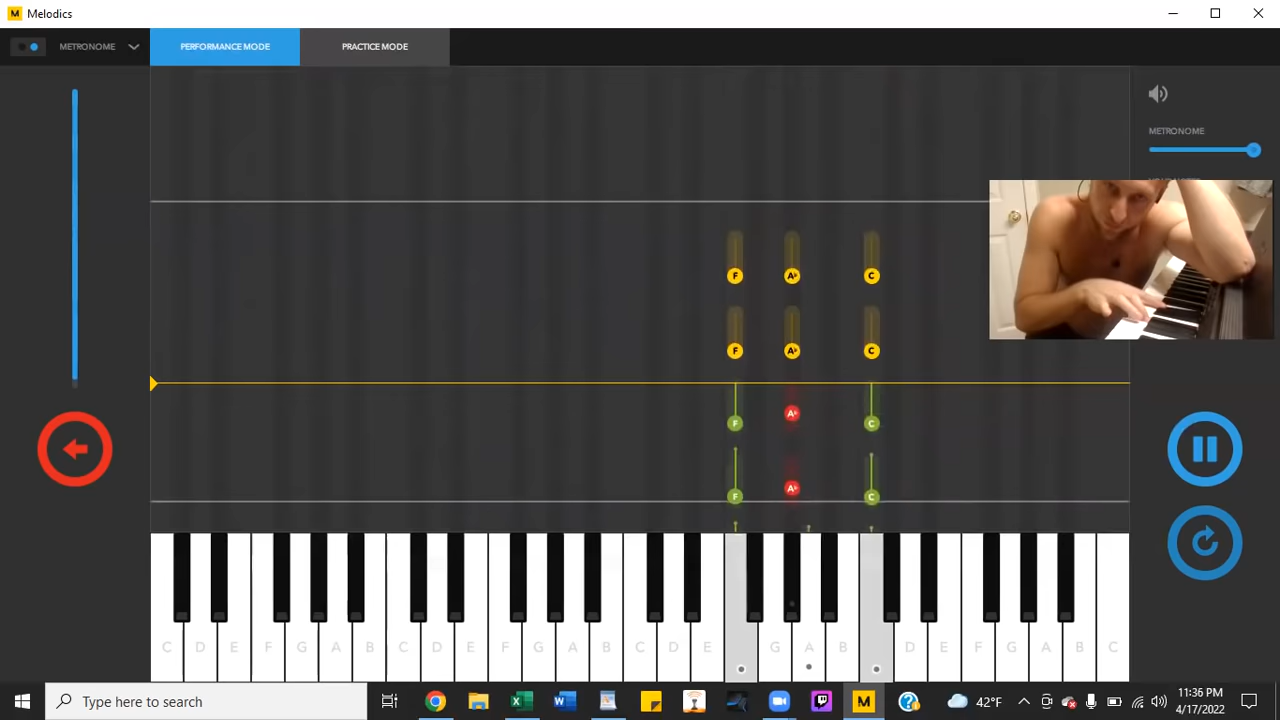 Melodics
METRONOME
PERFORMANCE MODE
PRACTICE MODE
METRONOME:
F A♭ C
F A♭ C
F A♭ C
F A♭ C
C D E F G A B C D E F G A B C D E G A B D E F G A B C
Type here to search
42°F
11:36 PM
4/17/2022